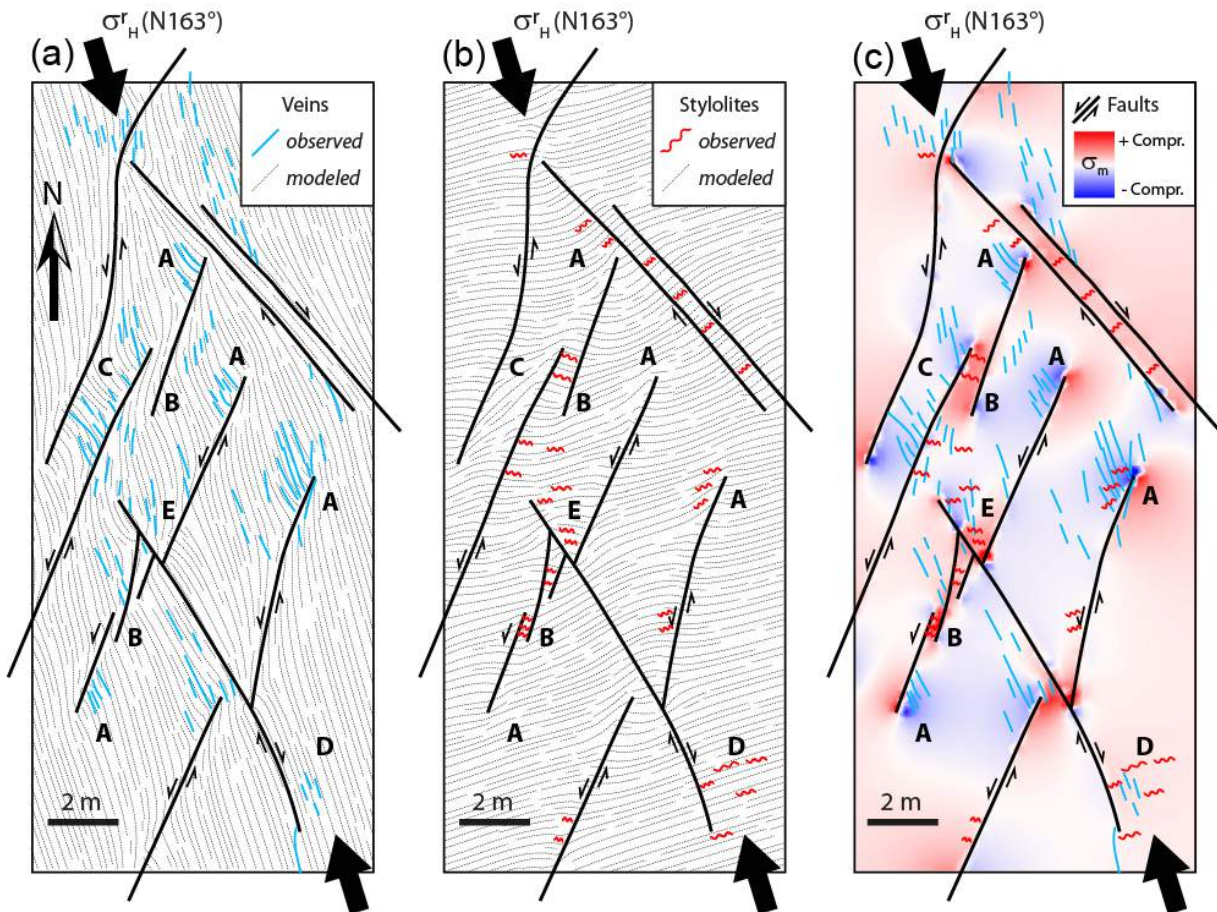 σʳH (N163°)
(a)
Veins
observed
modeled
N
A
C
A
B
E
A
B
A
D
2 m
σʳH (N163°)
(b)
Stylolites
observed
modeled
A
C
A
B
E
A
B
A
D
2 m
σʳH (N163°)
(c)
Faults
+ Compr.
σm
- Compr.
A
C
A
B
E
A
B
A
D
2 m